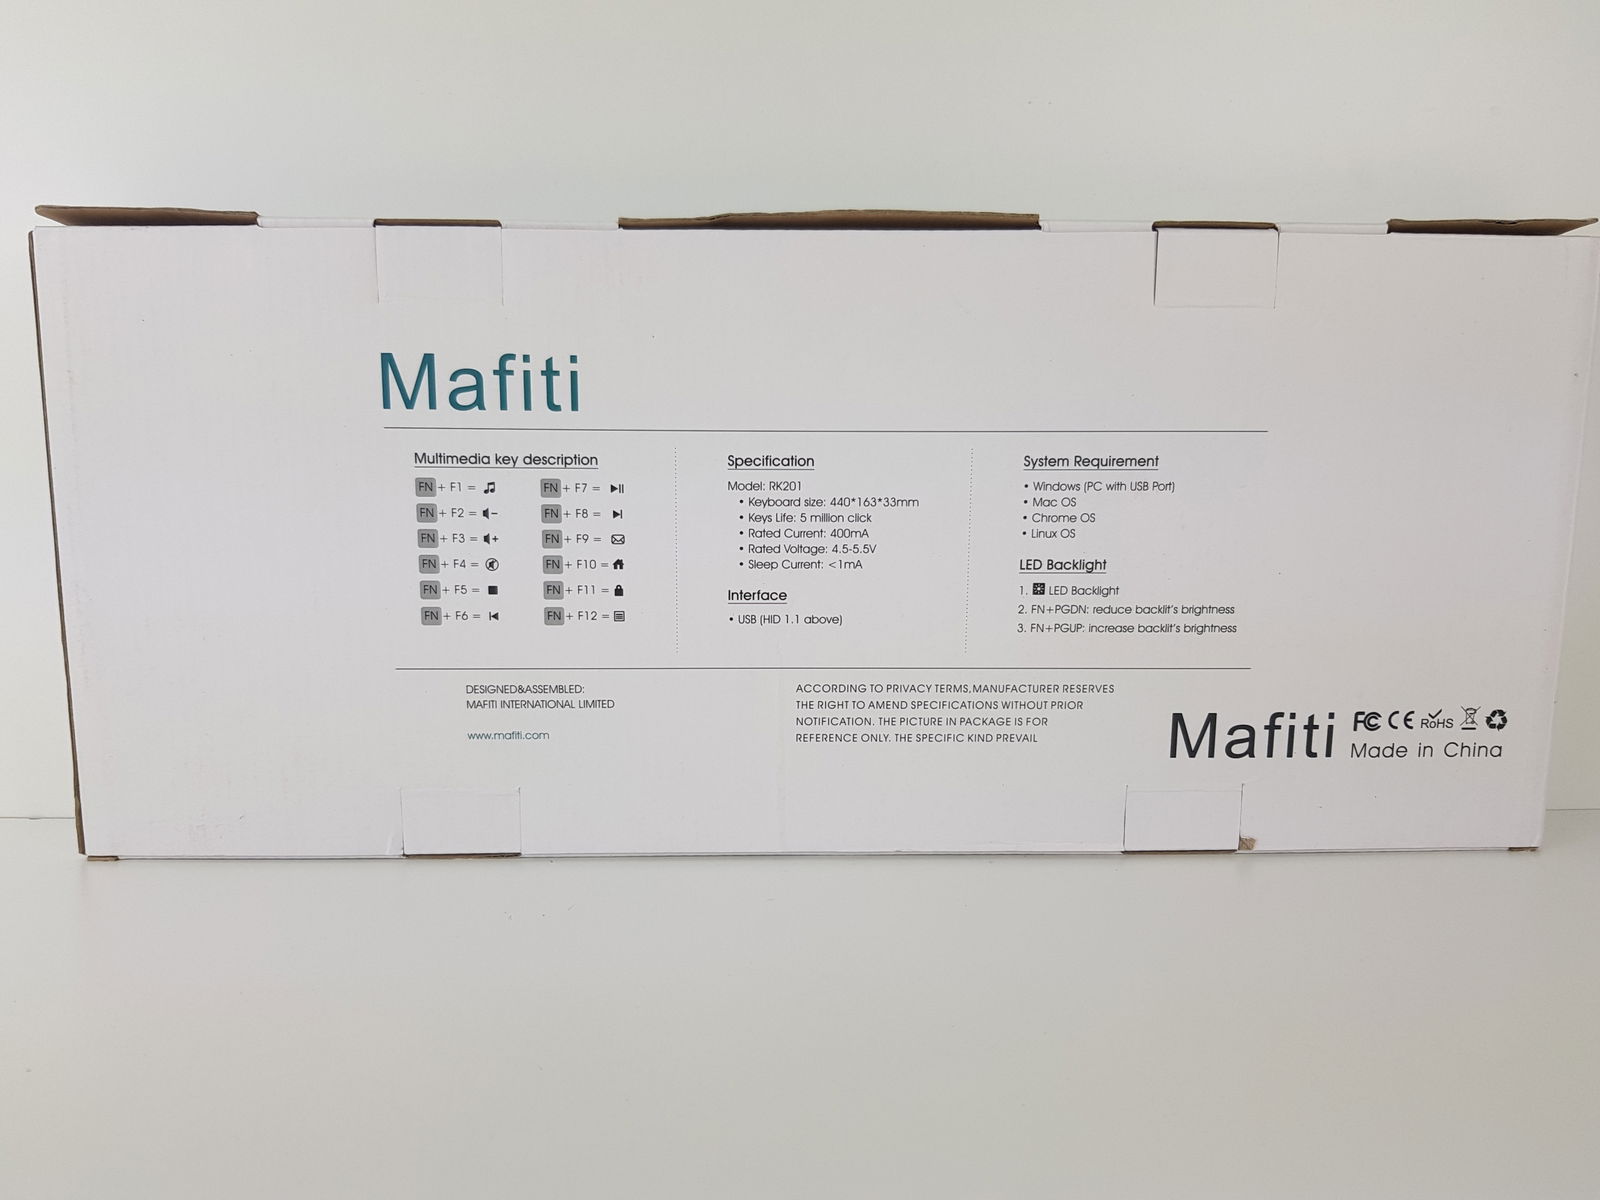 Mafiti
Multimedia key description
FN + F1 =
FN + F2 =
FN + F3 =
FN + F4 =
FN + F5 =
FN + F6 =
FN + F7 =
FN + F8 =
FN + F9 =
FN + F10 =
FN + F11 =
FN + F12 =
Specification
Model: RK201
• Keyboard size: 440*163*33mm
• Keys Life: 5 million click
• Rated Current: 400mA
• Rated Voltage: 4.5-5.5V
• Sleep Current: <1mA
Interface
• USB (HID 1.1 above)
System Requirement
• Windows (PC with USB Port)
• Mac OS
• Chrome OS
• Linux OS
LED Backlight
1. LED Backlight
2. FN+PGDN: reduce backlit's brightness
3. FN+PGUP: increase backlit's brightness
DESIGNED&ASSEMBLED:
MAFITI INTERNATIONAL LIMITED
www.mafiti.com
ACCORDING TO PRIVACY TERMS,MANUFACTURER RESERVES
THE RIGHT TO AMEND SPECIFICATIONS WITHOUT PRIOR
NOTIFICATION. THE PICTURE IN PACKAGE IS FOR
REFERENCE ONLY. THE SPECIFIC KIND PREVAIL
Mafiti
FC CE RoHS
Made in China